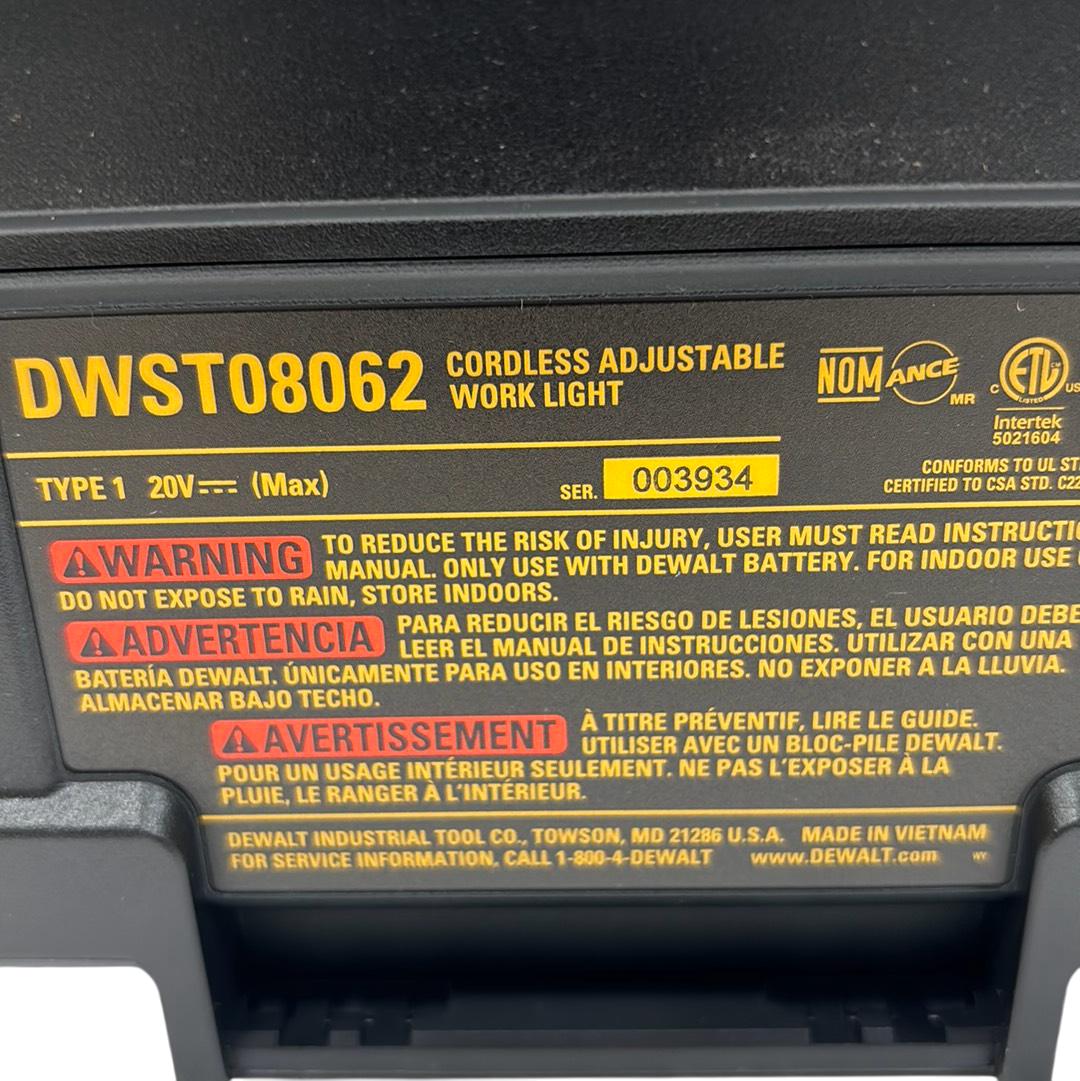 DWST08062 CORDLESS ADJUSTABLE
WORK LIGHT
NOM ANCE MR
C ETL CM US
LISTED
Intertek
5021604
TYPE 1 20V⎓ (Max)
SER. 003934
CONFORMS TO UL
CERTIFIED TO CSA STD.
WARNING TO REDUCE THE RISK OF INJURY, USER MUST READ
MANUAL. ONLY USE WITH DEWALT BATTERY. FOR INDOOR USE
DO NOT EXPOSE TO RAIN, STORE INDOORS.
ADVERTENCIA PARA REDUCIR EL RIESGO DE LESIONES, EL USUARIO DEBE
LEER EL MANUAL DE INSTRUCCIONES. UTILIZAR CON UNA
BATERÍA DEWALT. ÚNICAMENTE PARA USO EN INTERIORES. NO EXPONER A LA LLUVIA.
ALMACENAR BAJO TECHO.
AVERTISSEMENT À TITRE PRÉVENTIF, LIRE LE GUIDE.
UTILISER AVEC UN BLOC-PILE DEWALT.
POUR UN USAGE INTÉRIEUR SEULEMENT. NE PAS L'EXPOSER À LA
PLUIE, LE RANGER À L'INTÉRIEUR.
DEWALT INDUSTRIAL TOOL CO., TOWSON, MD 21286 U.S.A. MADE IN VIETNAM
FOR SERVICE INFORMATION, CALL 1-800-4-DEWALT www.DEWALT.com